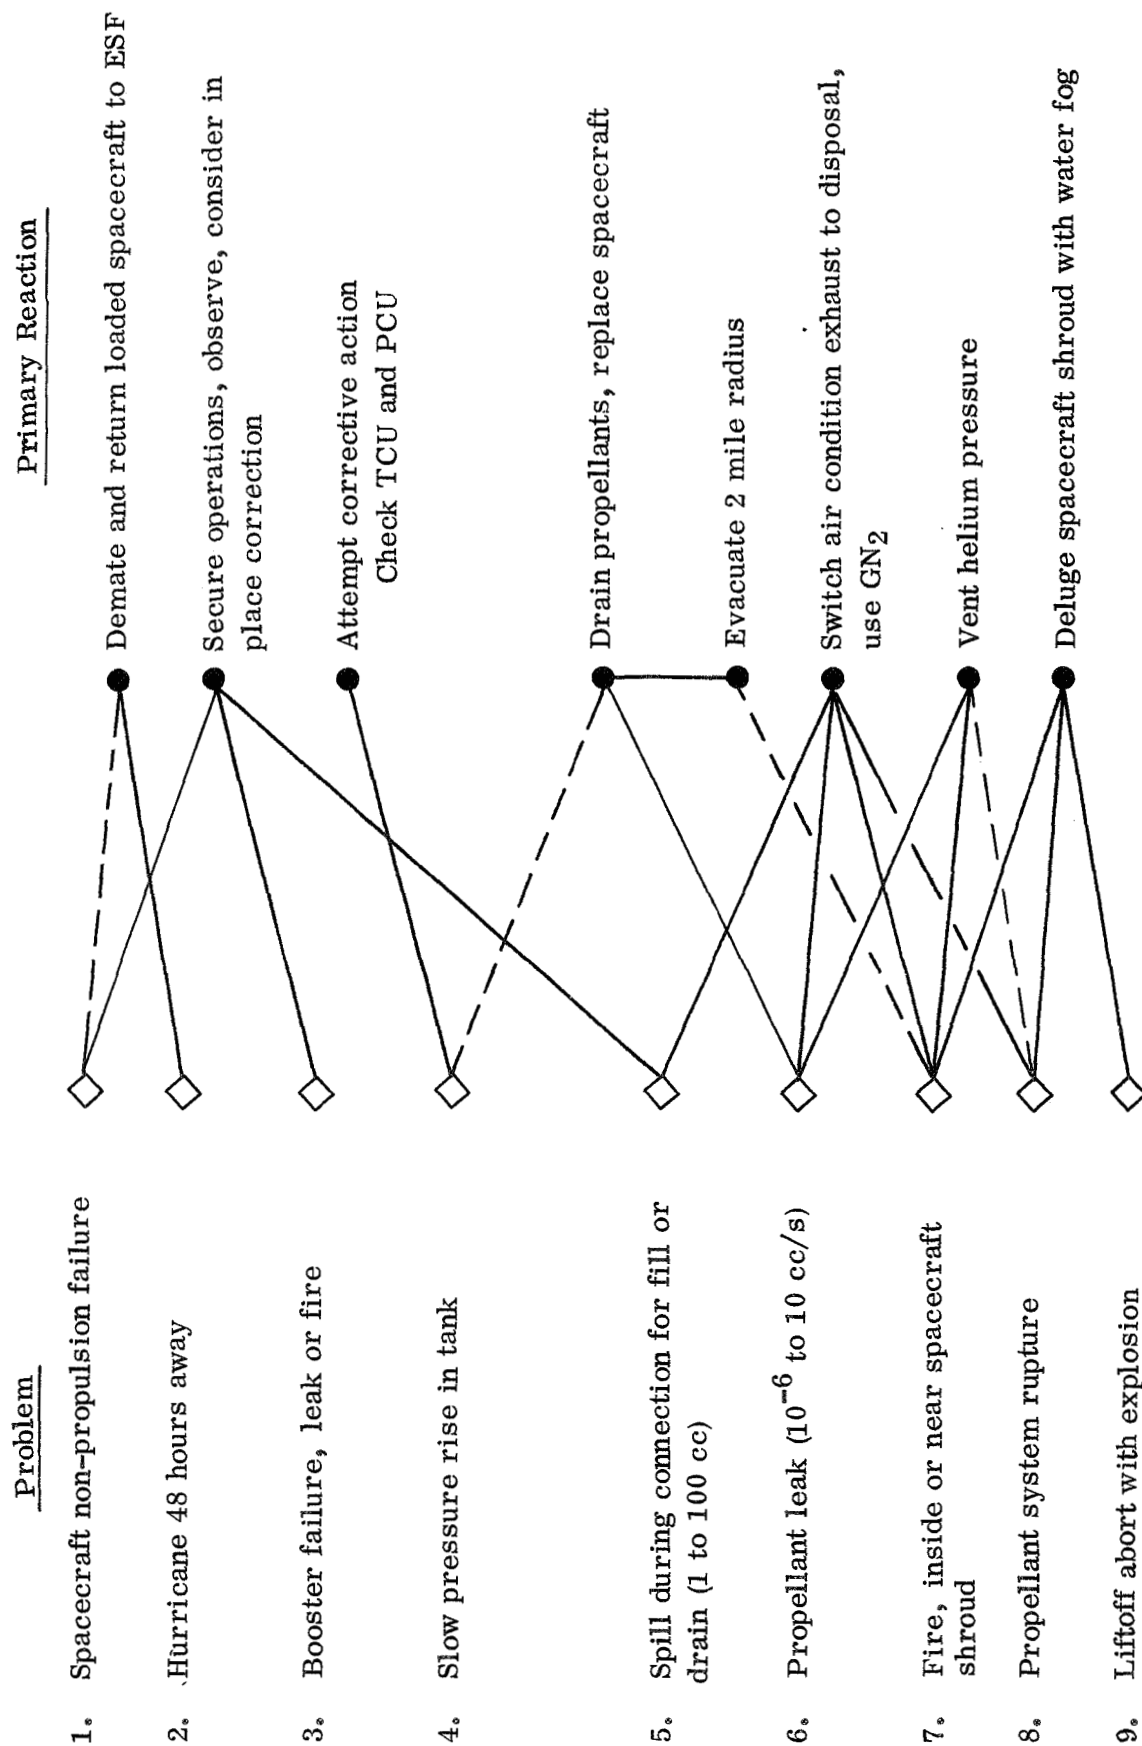 Problem
Primary Reaction
1. Spacecraft non-propulsion failure
2. Hurricane 48 hours away
3. Booster failure, leak or fire
4. Slow pressure rise in tank
5. Spill during connection for fill or
drain (1 to 100 cc)
6. Propellant leak (10⁻⁶ to 10 cc/s)
7. Fire, inside or near spacecraft
shroud
8. Propellant system rupture
9. Liftoff abort with explosion
Demate and return loaded spacecraft to ESF
Secure operations, observe, consider in
place correction
Attempt corrective action
Check TCU and PCU
Drain propellants, replace spacecraft
Evacuate 2 mile radius
Switch air condition exhaust to disposal,
use GN₂
Vent helium pressure
Deluge spacecraft shroud with water fog